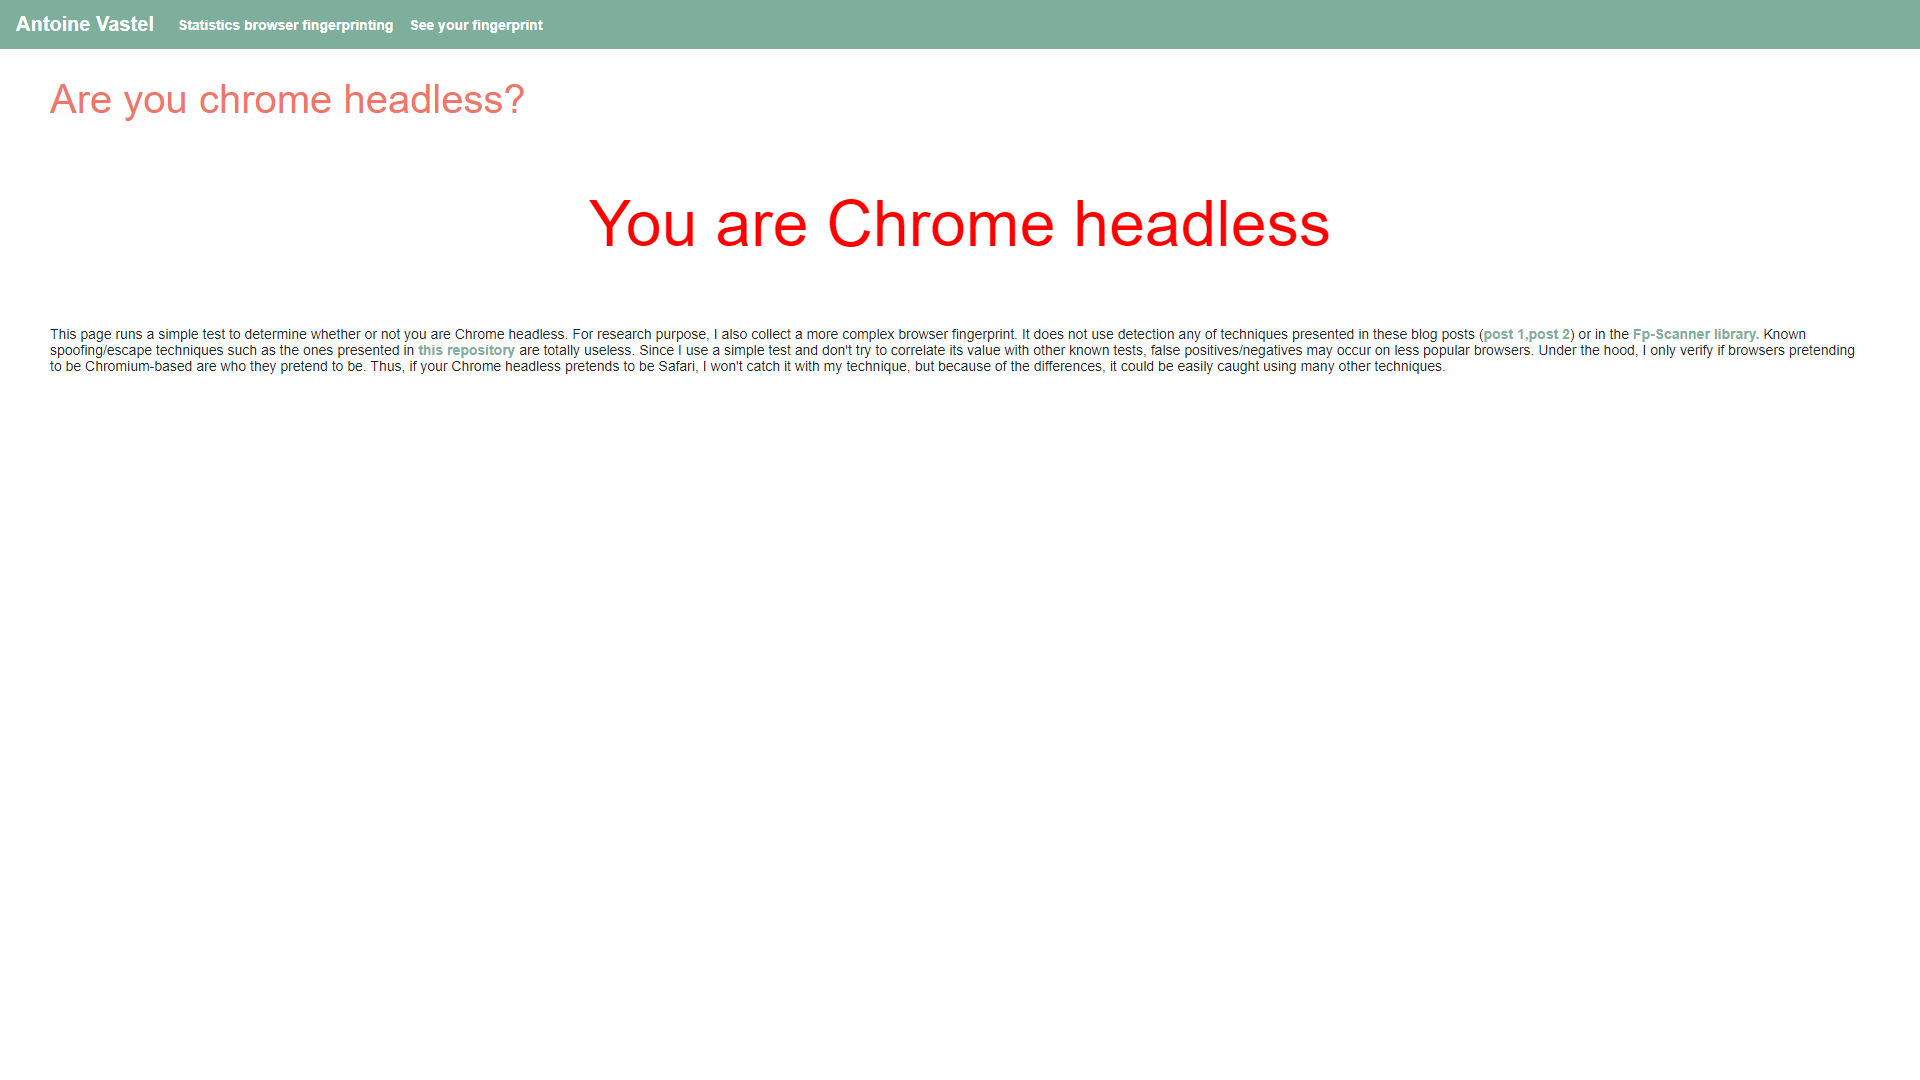 Antoine Vastel Statistics browser fingerprinting See your fingerprint
Are you chrome headless?
You are Chrome headless
This page runs a simple test to determine whether or not you are Chrome headless. For research purpose, I also collect a more complex browser fingerprint. It does not use detection any of techniques presented in these blog posts (post 1,post 2) or in the Fp-Scanner library. Known
spoofing/escape techniques such as the ones presented in this repository are totally useless. Since I use a simple test and don't try to correlate its value with other known tests, false positives/negatives may occur on less popular browsers. Under the hood, I only verify if browsers pretending
to be Chromium-based are who they pretend to be. Thus, if your Chrome headless pretends to be Safari, I won't catch it with my technique, but because of the differences, it could be easily caught using many other techniques.